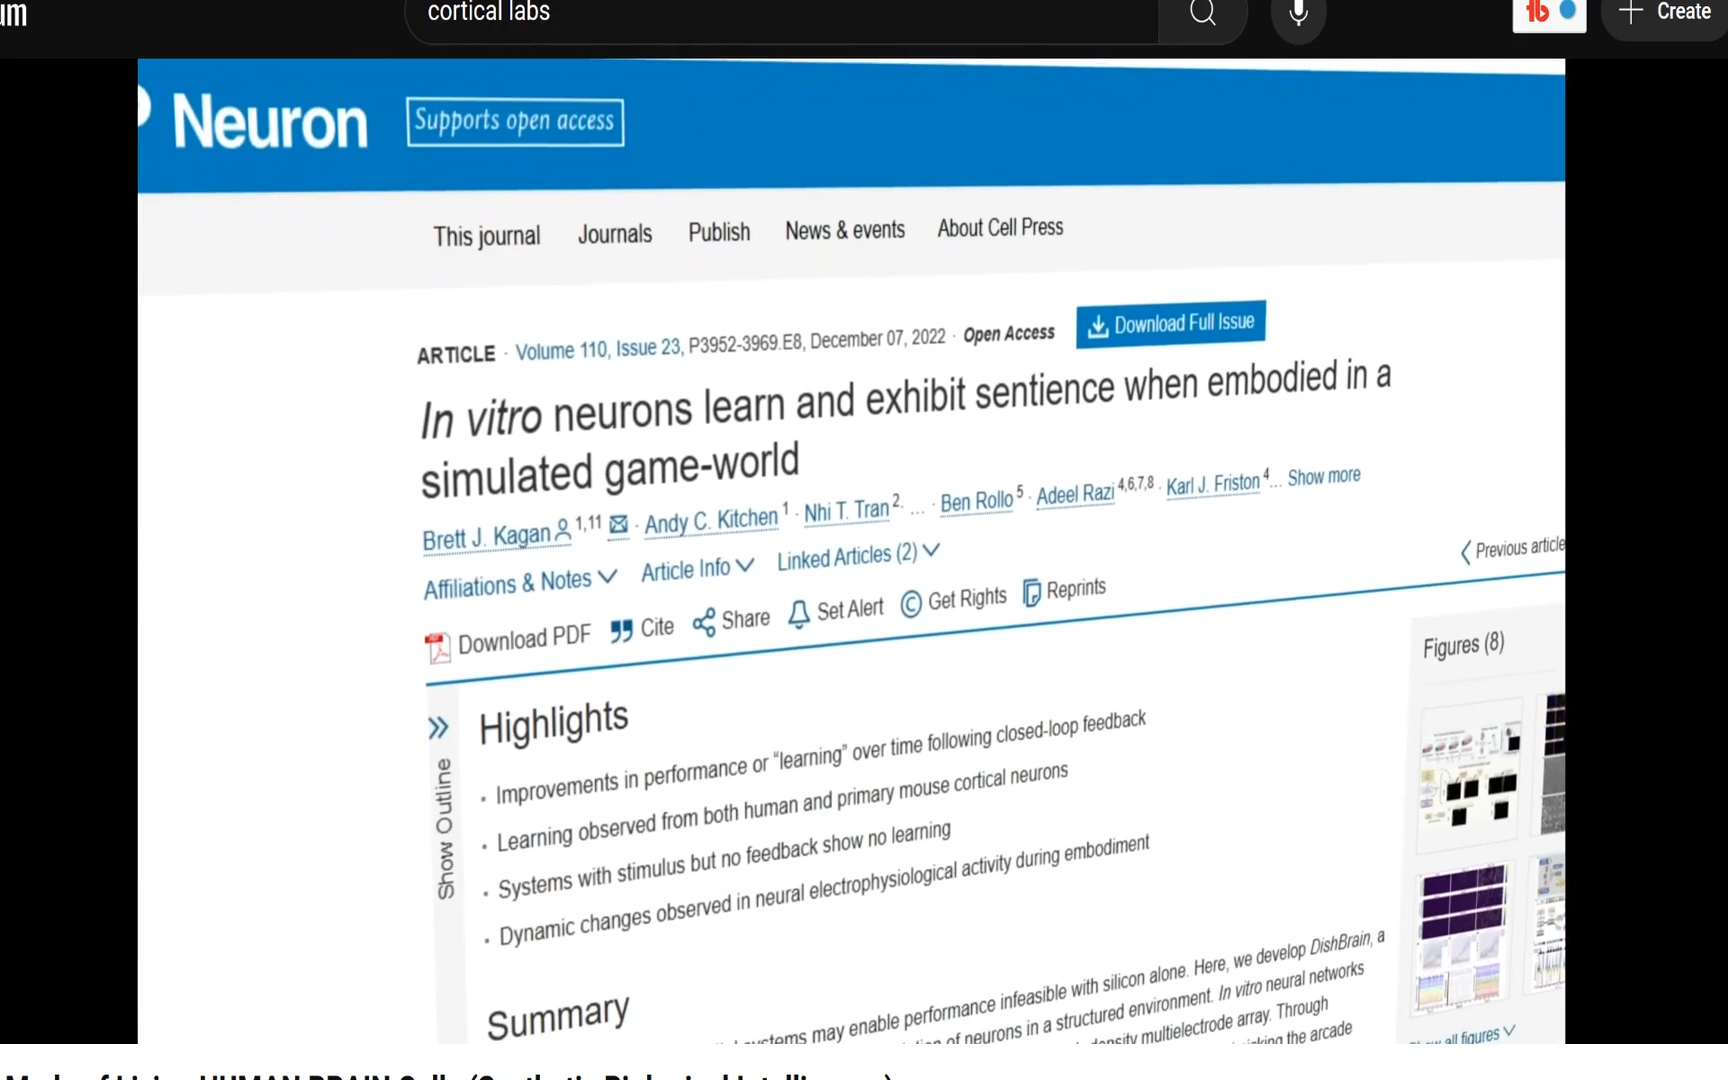 um
cortical labs
Create
Neuron
Supports open access
This journal Journals Publish News & events About Cell Press
ARTICLE · Volume 110, Issue 23, P3952-3969.E8, December 07, 2022 · Open Access
Download Full Issue
In vitro neurons learn and exhibit sentience when embodied in a
simulated game-world
Brett J. Kagan 1,11 · Andy C. Kitchen 1 · Nhi T. Tran 2. ... · Ben Rollo 5 · Adeel Razi 4,6,7,8 · Karl J. Friston 4... Show more
Affiliations & Notes Article Info Linked Articles (2)
Previous article
Download PDF Cite Share Set Alert Get Rights Reprints
Figures (8)
Show Outline
Highlights
· Improvements in performance or “learning” over time following closed-loop feedback
· Learning observed from both human and primary mouse cortical neurons
· Systems with stimulus but no feedback show no learning
· Dynamic changes observed in neural electrophysiological activity during embodiment
Summary
systems may enable performance infeasible with silicon alone. Here, we develop DishBrain, a
of neurons in a structured environment. In vitro neural networks
density multielectrode array. Through
the arcade
all figures